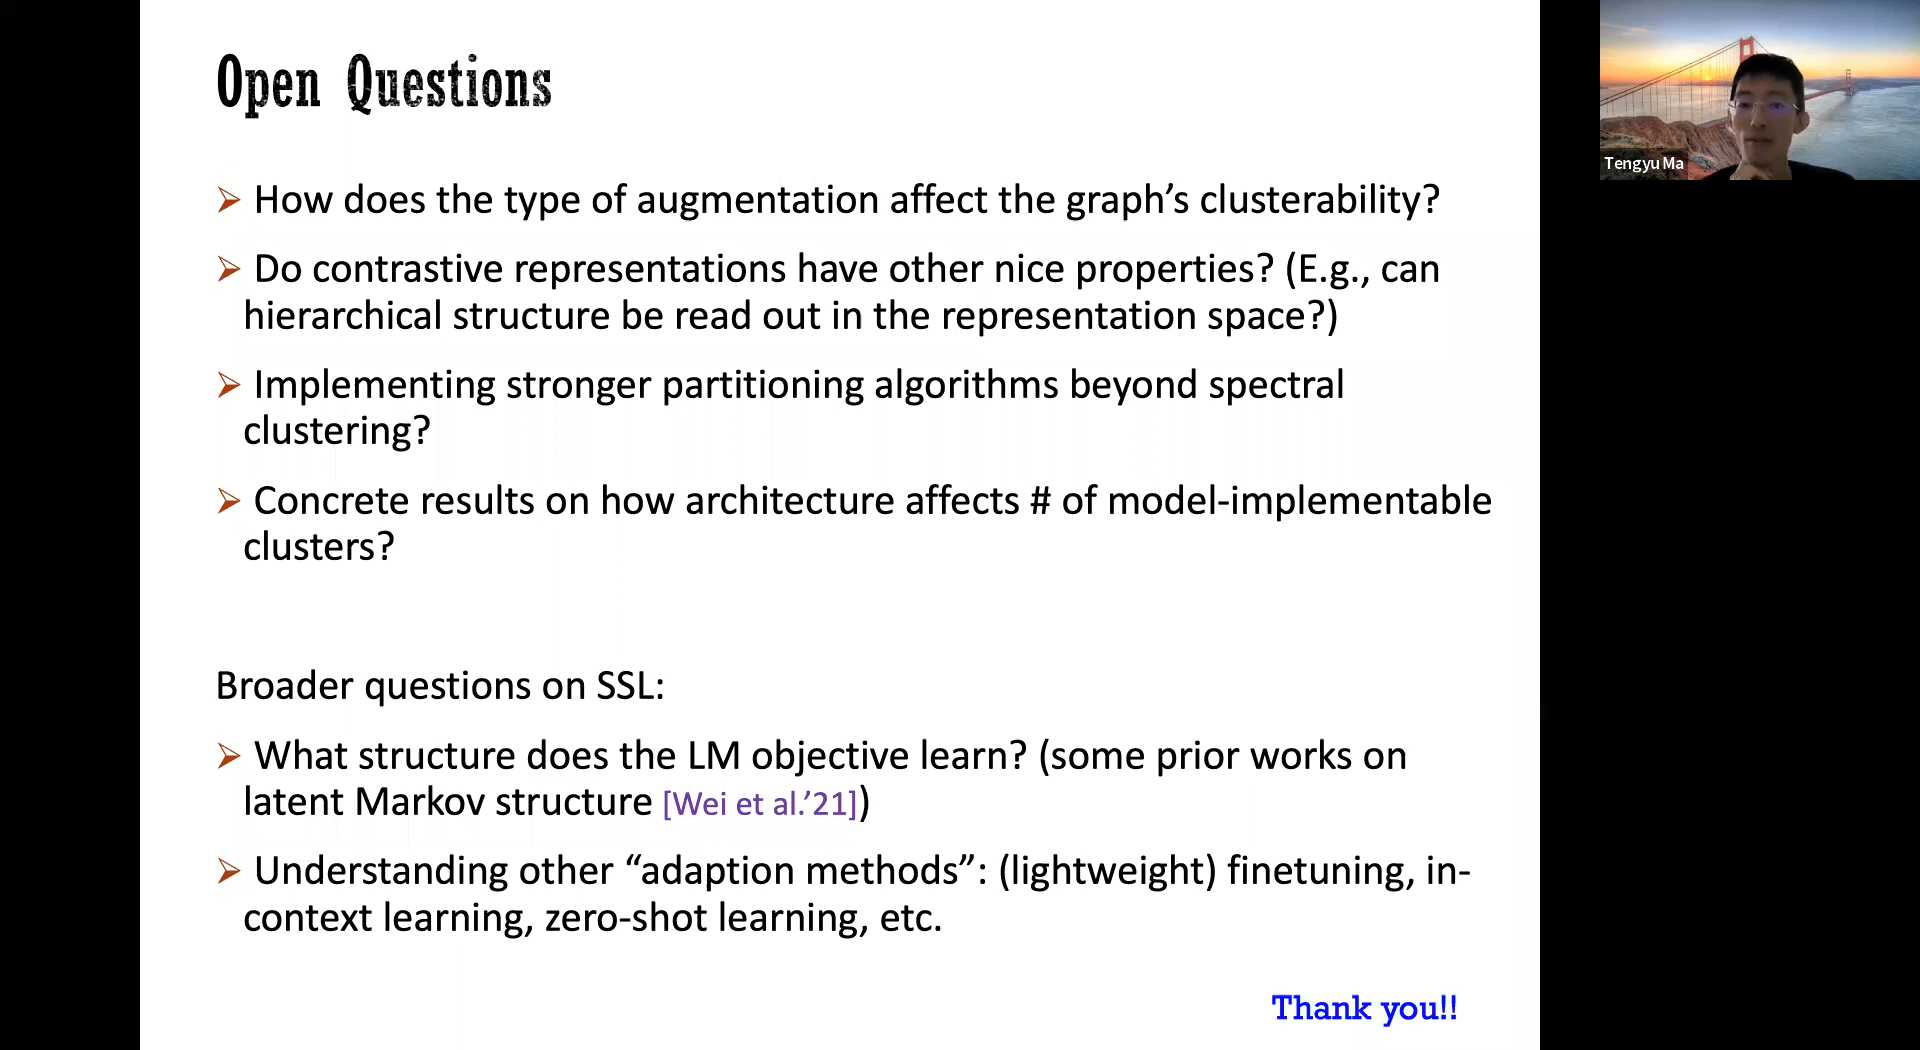 Open Questions
Tengyu Ma
➢ How does the type of augmentation affect the graph’s clusterability?
➢ Do contrastive representations have other nice properties? (E.g., can
hierarchical structure be read out in the representation space?)
➢ Implementing stronger partitioning algorithms beyond spectral
clustering?
➢ Concrete results on how architecture affects # of model-implementable
clusters?
Broader questions on SSL:
➢ What structure does the LM objective learn? (some prior works on
latent Markov structure [Wei et al.’21])
➢ Understanding other “adaption methods”: (lightweight) finetuning, in-
context learning, zero-shot learning, etc.
Thank you!!